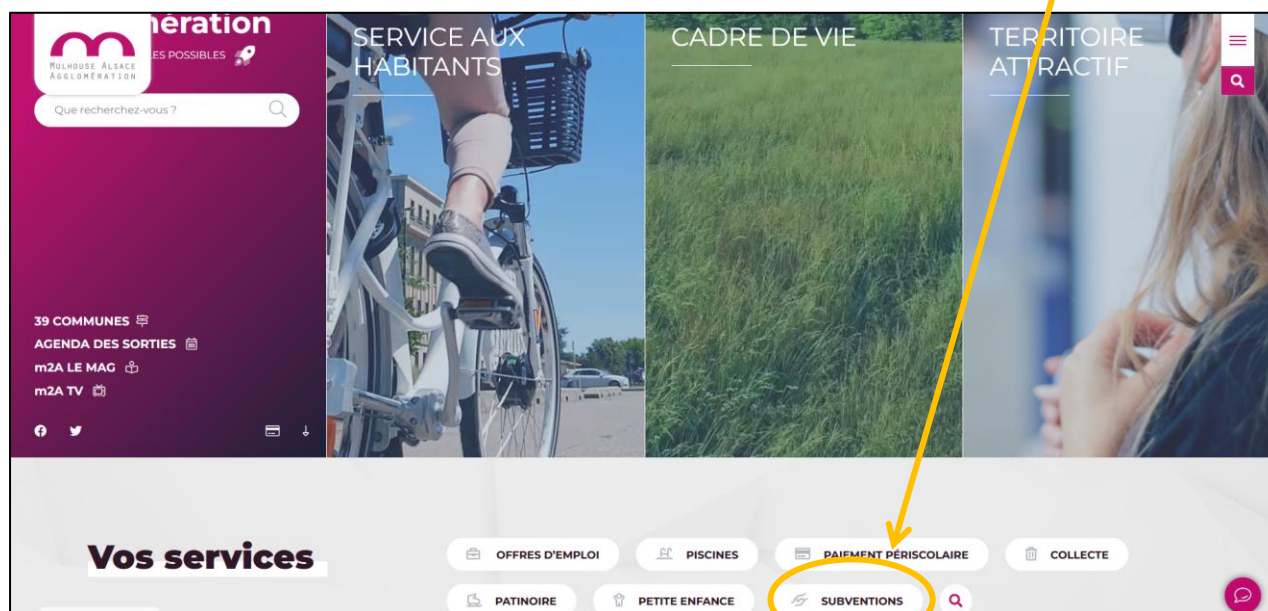 nération
MULHOUSE ALSACE
AGGLOMÉRATION
ES POSSIBLES
Que recherchez-vous ?
39 COMMUNES
AGENDA DES SORTIES
m2A LE MAG
m2A TV
SERVICE AUX
HABITANTS
CADRE DE VIE
TERRITOIRE
ATTRACTIF
Vos services
OFFRES D'EMPLOI
PISCINES
PAIEMENT PÉRISCOLAIRE
COLLECTE
PATINOIRE
PETITE ENFANCE
SUBVENTIONS